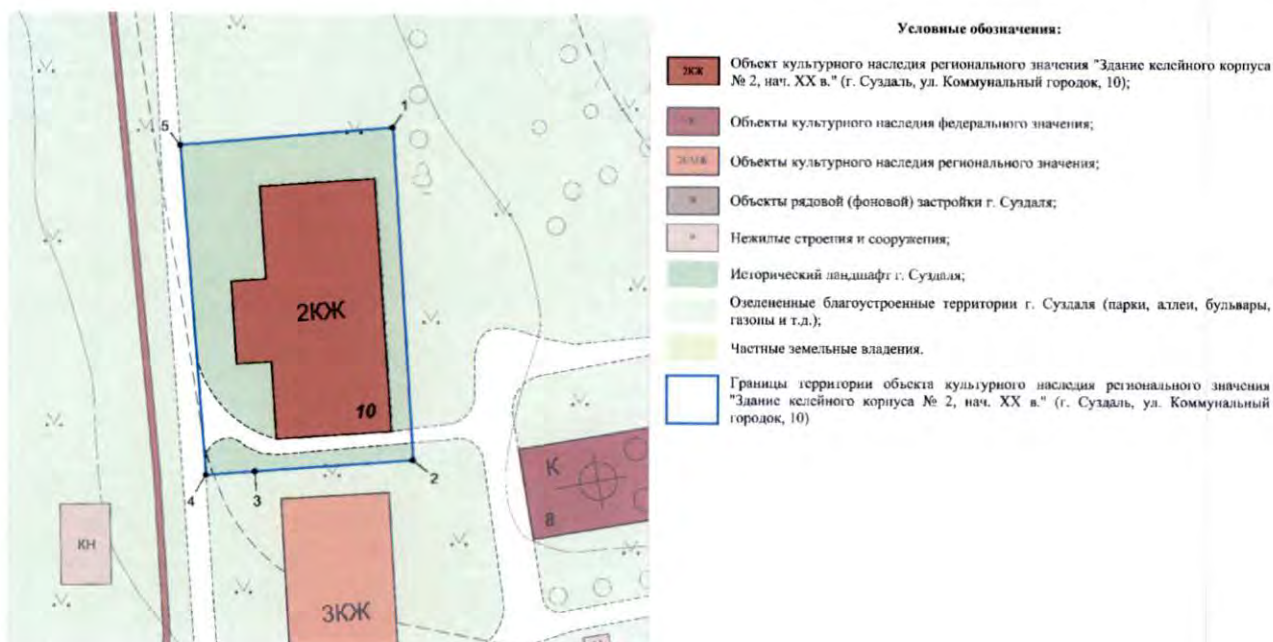 5
1
2КЖ
10
4
3
2
К
8
КН
3КЖ
Условные обозначения:
2КЖ
Объект культурного наследия регионального значения "Здание келейного корпуса
№ 2, нач. XX в." (г. Суздаль, ул. Коммунальный городок, 10);
Объекты культурного наследия федерального значения;
Объекты культурного наследия регионального значения;
Объекты рядовой (фоновой) застройки г. Суздаля;
Нежилые строения и сооружения;
Исторический ландшафт г. Суздаля;
Озелененные благоустроенные территории г. Суздаля (парки, аллеи, бульвары,
газоны и т.д.);
Частные земельные владения.
Границы территории объекта культурного наследия регионального значения
"Здание келейного корпуса № 2, нач. XX в." (г. Суздаль, ул. Коммунальный
городок, 10)